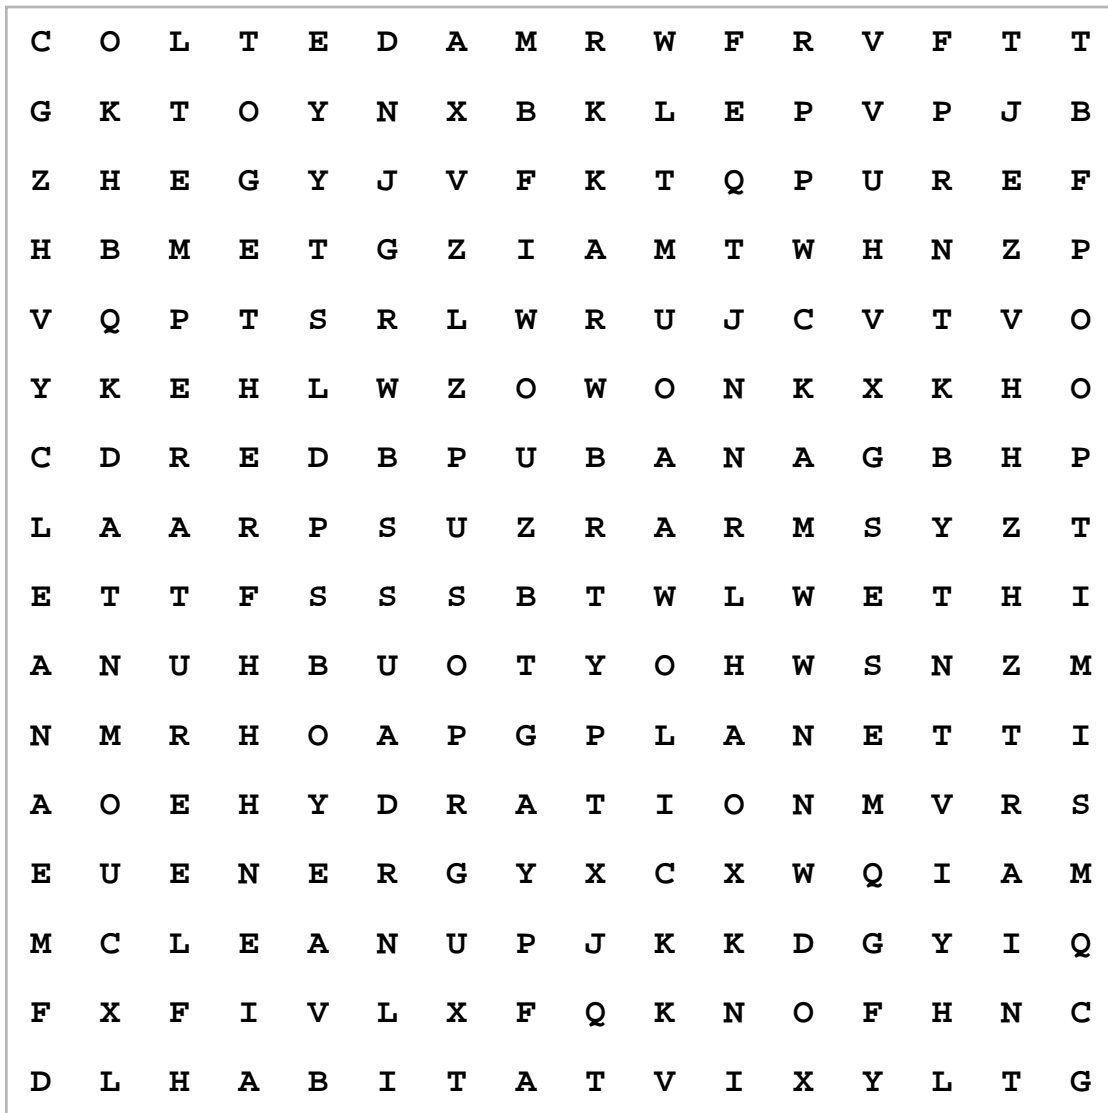 C O L T E D A M R W F R V F T T
G K T O Y N X B K L E P V P J B
Z H E G Y J V F K T Q P U R E F
H B M E T G Z I A M T W H N Z P
V Q P T S R L W R U J C V T V O
Y K E H L W Z O W O N K X K H O
C D R E D B P U B A N A G B H P
L A A R P S U Z R A R M S Y Z T
E T T F S S S B T W L W E T H I
A N U H B U O T Y O H W S N Z M
N M R H O A P G P L A N E T T I
A O E H Y D R A T I O N M V R S
E U E N E R G Y X C X W Q I A M
M C L E A N U P J K K D G Y I Q
F X F I V L X F Q K N O F H N C
D L H A B I T A T V I X Y L T G